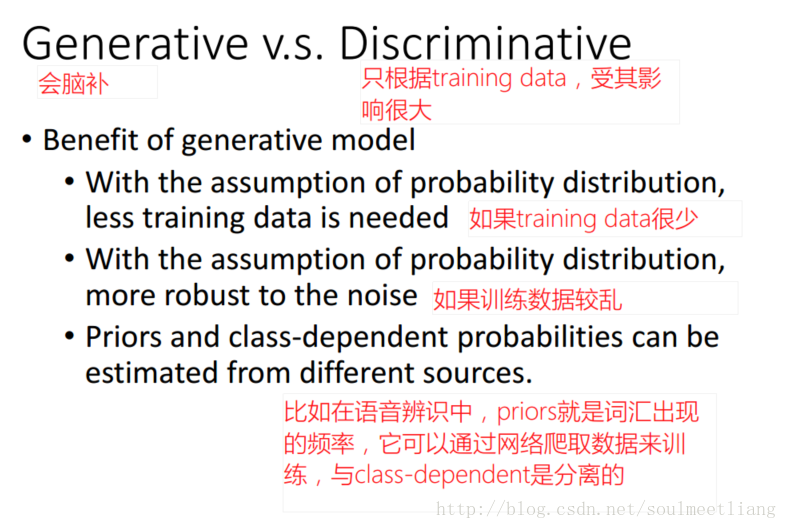 Generative v.s. Discriminative
会脑补
只根据training data，受其影
响很大
• Benefit of generative model
• With the assumption of probability distribution,
less training data is needed
如果training data很少
• With the assumption of probability distribution,
more robust to the noise
如果训练数据较乱
• Priors and class-dependent probabilities can be
estimated from different sources.
比如在语音辨识中，priors就是词汇出现
的频率，它可以通过网络爬取数据来训
练，与class-dependent是分离的
http://blog.csdn.net/soulmeetliang